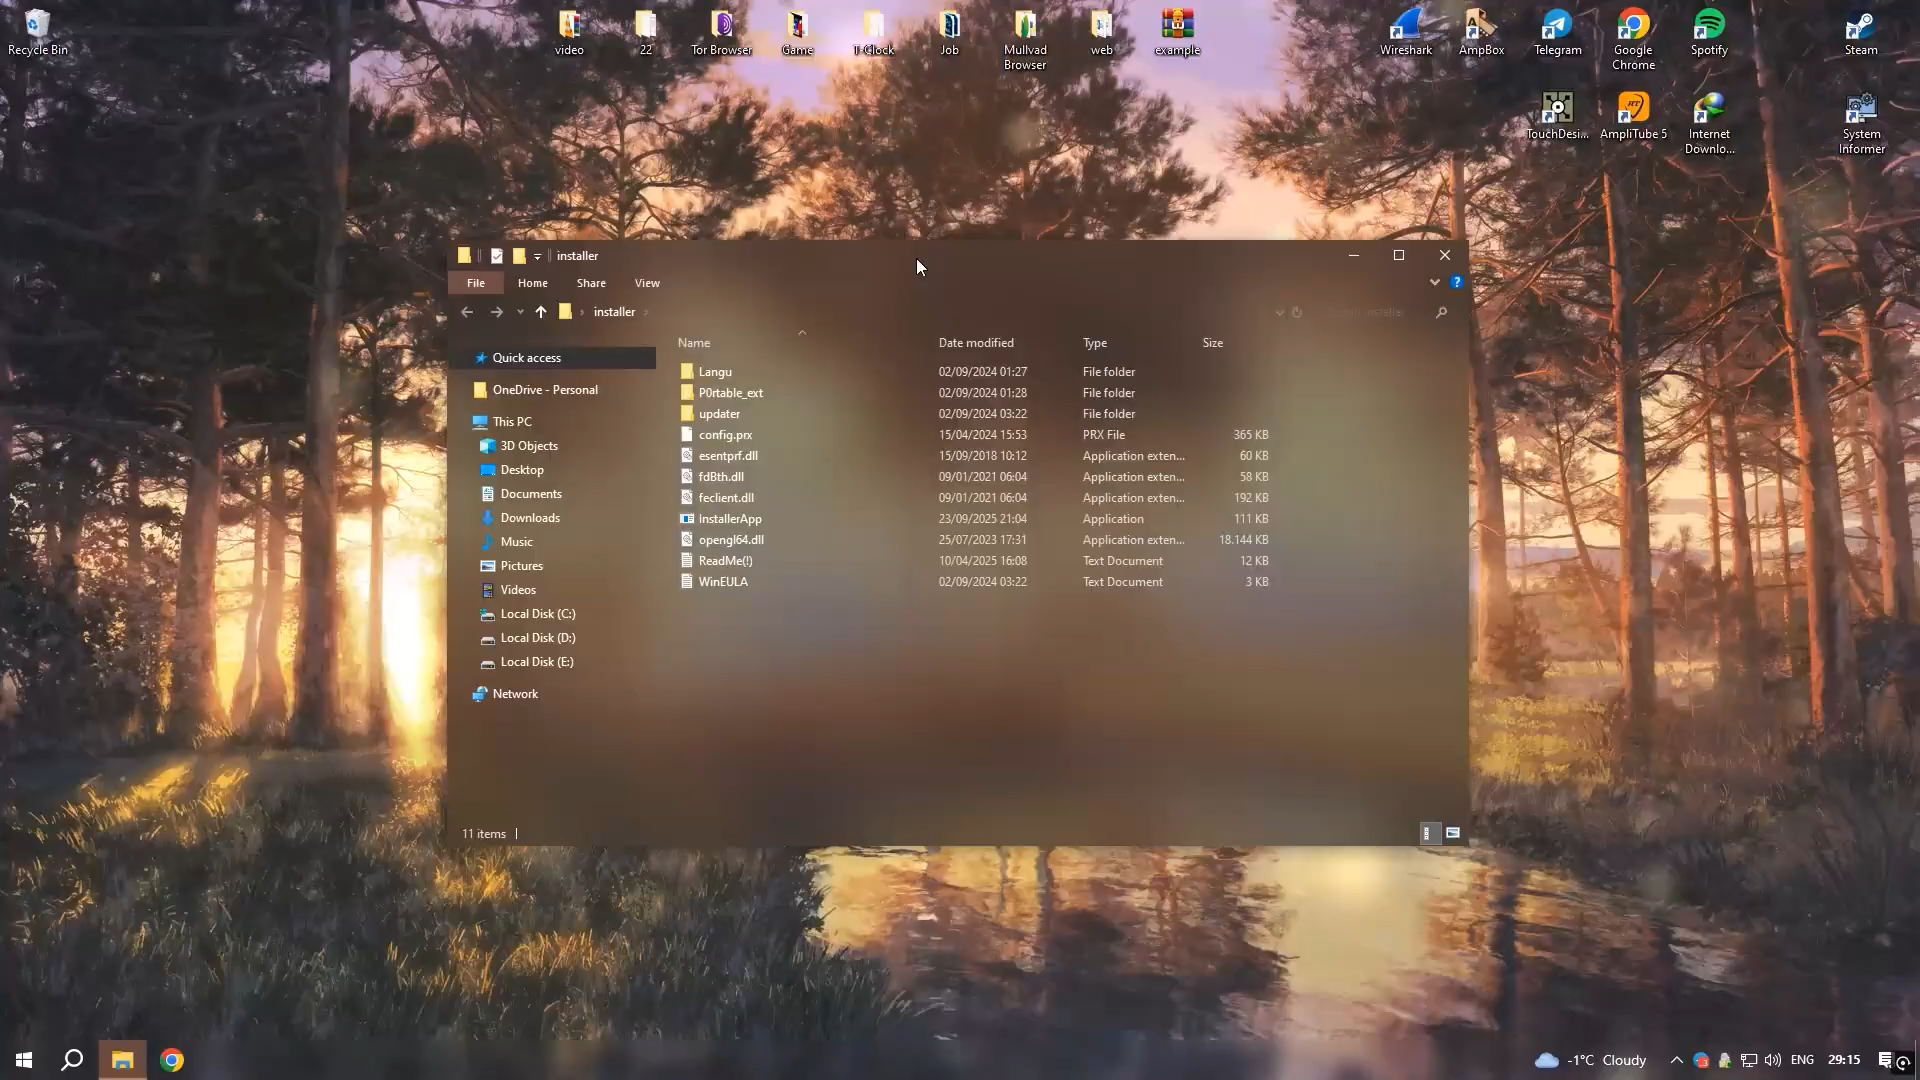 Recycle Bin
video
22
Tor Browser
Game
T-Clock
Job
Mullvad
Browser
web
example
Wireshark
AmpBox
Telegram
Google
Chrome
Spotify
Steam
TouchDesi...
AmpliTube 5
Internet
Downlo...
System
Informer
installer
File
Home
Share
View
installer
Name
Date modified
Type
Size
Quick access
OneDrive - Personal
This PC
3D Objects
Desktop
Documents
Downloads
Music
Pictures
Videos
Local Disk (C:)
Local Disk (D:)
Local Disk (E:)
Network
Langu 02/09/2024 01:27 File folder
P0rtable_ext 02/09/2024 01:28 File folder
updater 02/09/2024 03:22 File folder
config.prx 15/04/2024 15:53 PRX File 365 KB
esentprf.dll 15/09/2018 10:12 Application exten... 60 KB
fdBth.dll 09/01/2021 06:04 Application exten... 58 KB
feclient.dll 09/01/2021 06:04 Application exten... 192 KB
InstallerApp 23/09/2025 21:04 Application 111 KB
opengl64.dll 25/07/2023 17:31 Application exten... 18.144 KB
ReadMe(!) 10/04/2025 16:08 Text Document 12 KB
WinEULA 02/09/2024 03:22 Text Document 3 KB
11 items
-1°C Cloudy
ENG
29:15